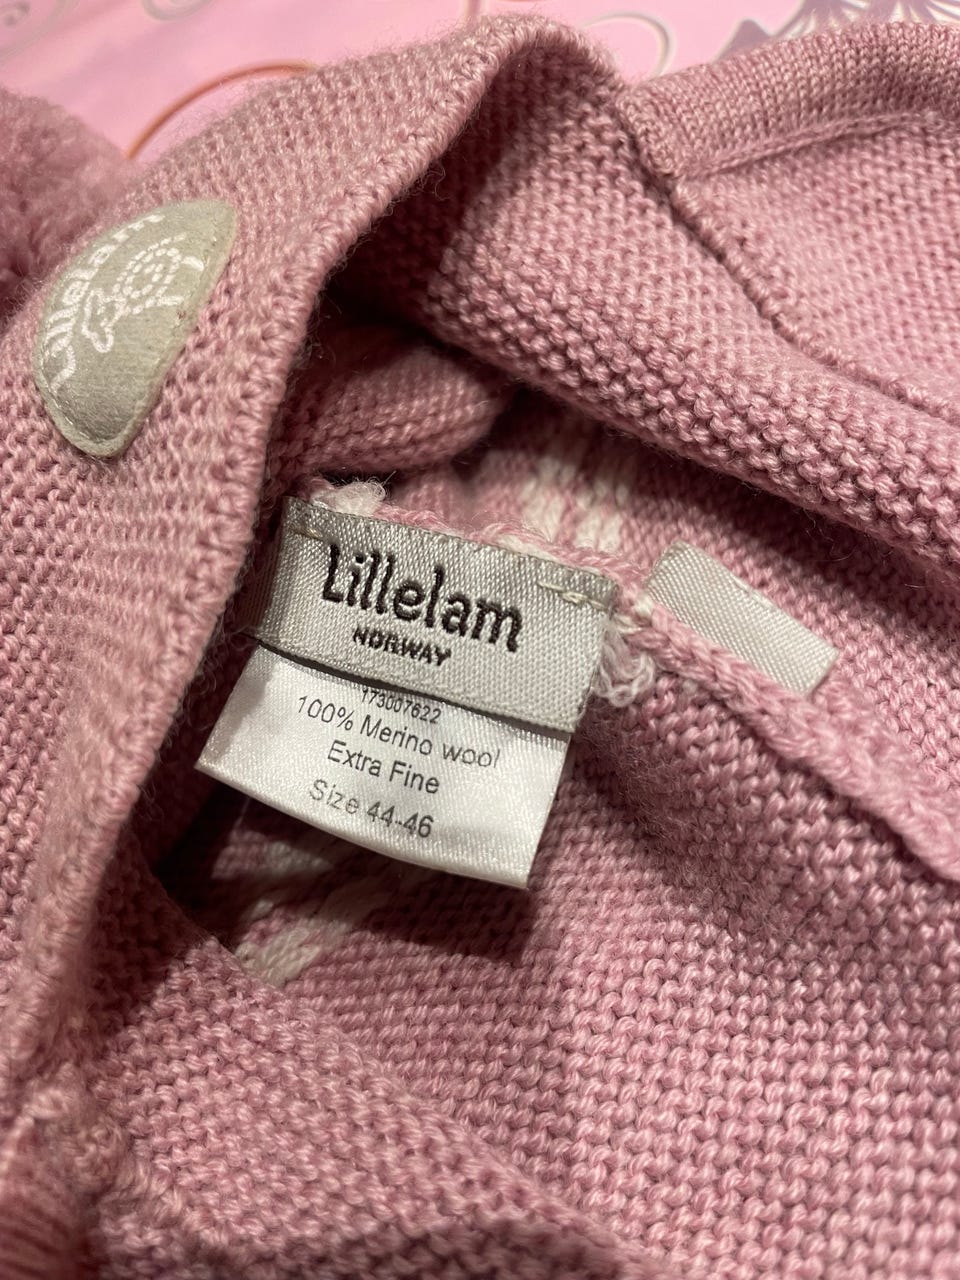 Lillelam
Lillelam
NORWAY
173007622
100% Merino wool
Extra Fine
Size 44-46